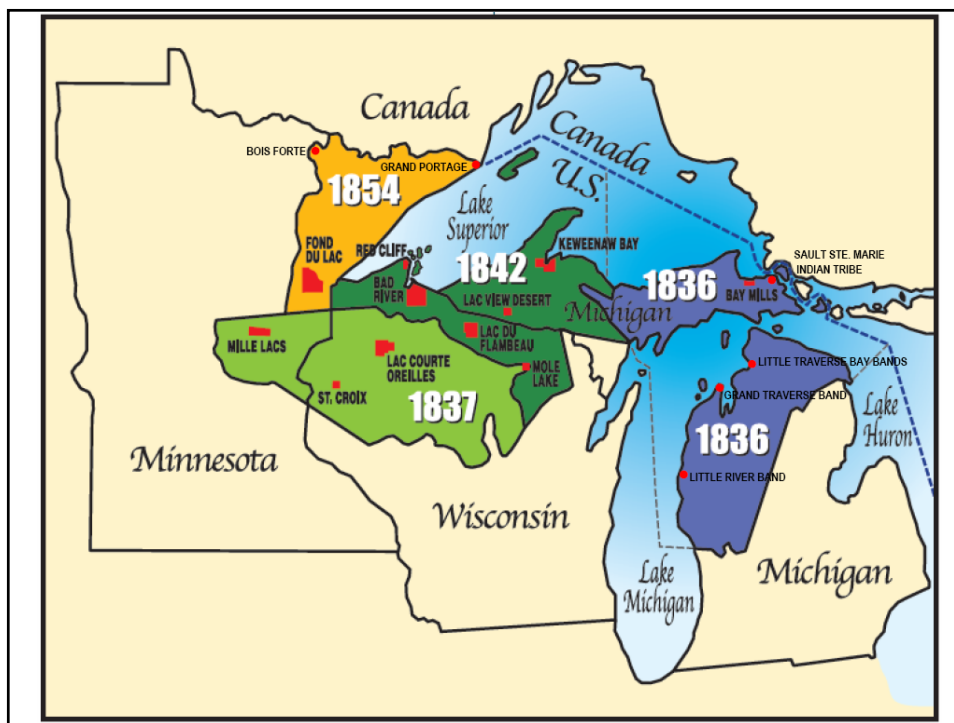 Canada
BOIS FORTE
GRAND PORTAGE
1854
Canada
U.S.
Lake
Superior
FOND
DU LAC
RED CLIFF
BAD
RIVER
1842
KEWEENAW BAY
LAC VIEW DESERT
Michigan
1836
BAY MILLS
SAULT STE. MARIE
INDIAN TRIBE
MILLE LACS
LAC COURTE
OREILLES
LAC DU
FLAMBEAU
MOLE
LAKE
ST. CROIX
1837
LITTLE TRAVERSE BAY BANDS
GRAND TRAVERSE BAND
1836
LITTLE RIVER BAND
Lake
Huron
Minnesota
Wisconsin
Lake
Michigan
Michigan